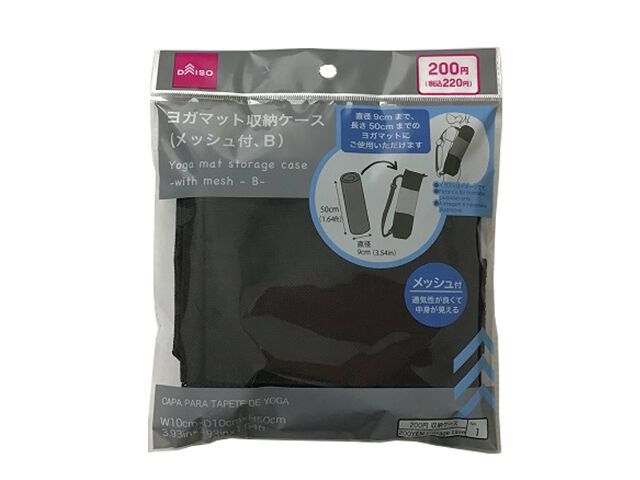 DAISO
200円
(税込220円)
ヨガマット収納ケース
(メッシュ付、B)
Yoga mat storage case
-with mesh - B-
直径9cmまで、
長さ50cmまでの
ヨガマットに
ご使用いただけます
50cm
(1.64ft)
直径
9cm (3.54in)
メッシュ付
通気性が良くて
中身が見える
CAPA PARA TAPETE DE YOGA
W10cm×D10cm×H50cm
200円 収納ケース
No.
1